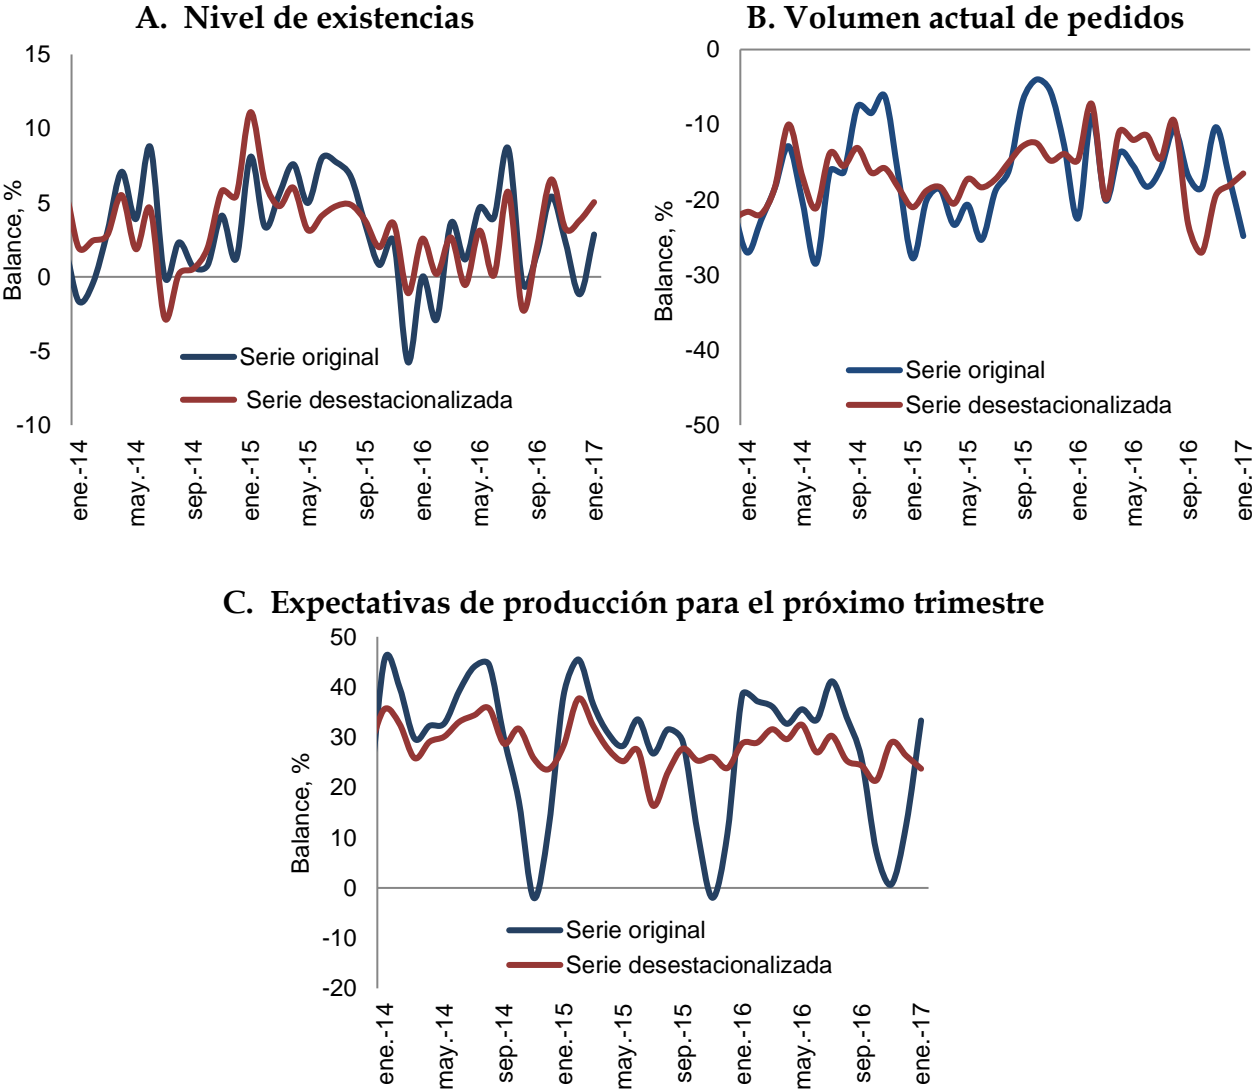 A. Nivel de existencias
15
10
5
0
-5
-10
Balance, %
Serie original
Serie desestacionalizada
ene.-14
may.-14
sep.-14
ene.-15
may.-15
sep.-15
ene.-16
may.-16
sep.-16
ene.-17
B. Volumen actual de pedidos
0
-10
-20
-30
-40
-50
Balance, %
Serie original
Serie desestacionalizada
ene.-14
may.-14
sep.-14
ene.-15
may.-15
sep.-15
ene.-16
may.-16
sep.-16
ene.-17
C. Expectativas de producción para el próximo trimestre
50
40
30
20
10
0
-10
-20
Balance, %
Serie original
Serie desestacionalizada
ene.-14
may.-14
sep.-14
ene.-15
may.-15
sep.-15
ene.-16
may.-16
sep.-16
ene.-17